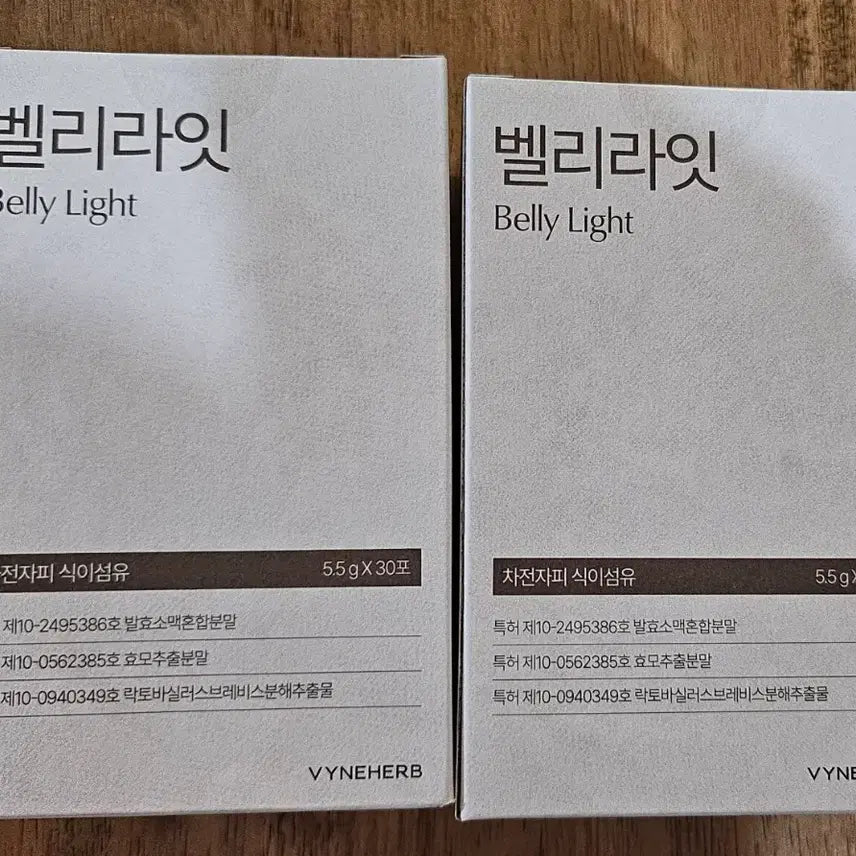 벨리라잇
Belly Light
전자피 식이섬유 5.5 g X 30포
제10-2495386호 발효소맥혼합분말
제10-0562385호 효모추출분말
제10-0940349호 락토바실러스브레비스분해추출물
VYNEHERB
벨리라잇
Belly Light
차전자피 식이섬유 5.5 g X
특허 제10-2495386호 발효소맥혼합분말
특허 제10-0562385호 효모추출분말
특허 제10-0940349호 락토바실러스브레비스분해추출물
VYNE